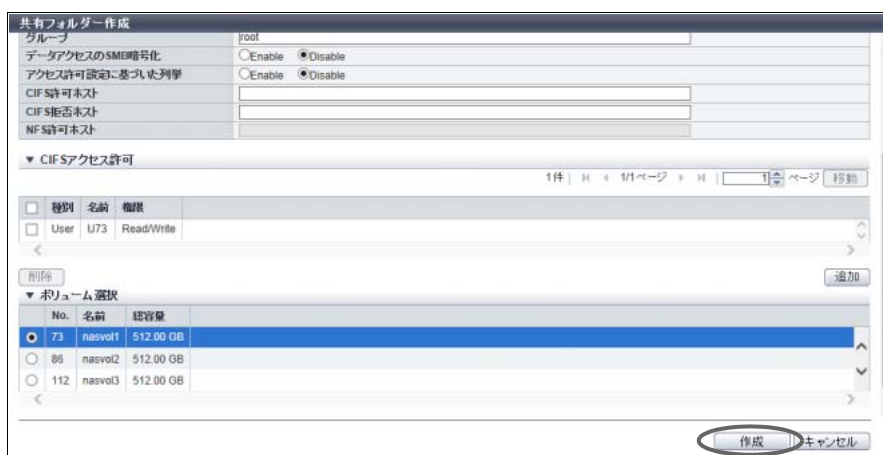 共有フォルダー作成
グループ root
データアクセスのSMB暗号化 Enable Disable
アクセス許可設定に基づいた列挙 Enable Disable
CIFS許可ホスト
CIFS拒否ホスト
NFS許可ホスト
▼ CIFSアクセス許可
1件 | 1/1ページ | 1 ページ 移動
種別 名前 権限
User U73 Read/Write
削除 追加
▼ ボリューム選択
No. 名前 総容量
73 nasvol1 512.00 GB
86 nasvol2 512.00 GB
112 nasvol3 512.00 GB
作成 キャンセル